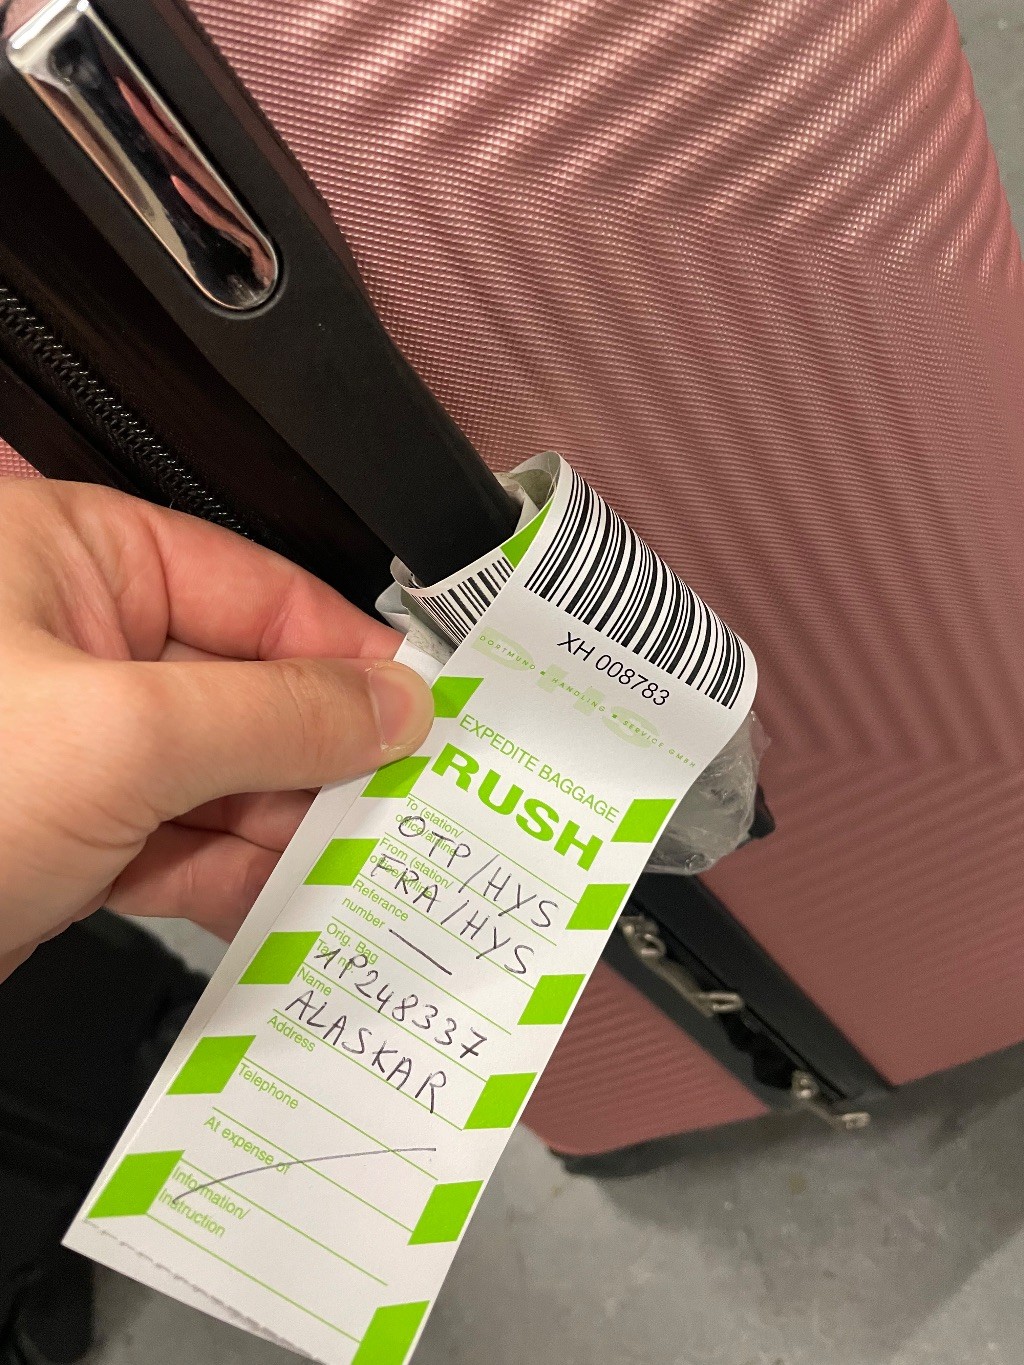 XH 008783
DHS
DORTMUND HANDLING SERVICE GMBH
EXPEDITE BAGGAGE
RUSH
To (station/
office/airline
OTP/HYS
From (station/
office/airline
FRA/HYS
Referance
number —
Orig. Bag
Tag nr.
1P248337
Name
ALASKAR
Address
Telephone
At expense of
Information/
Instruction